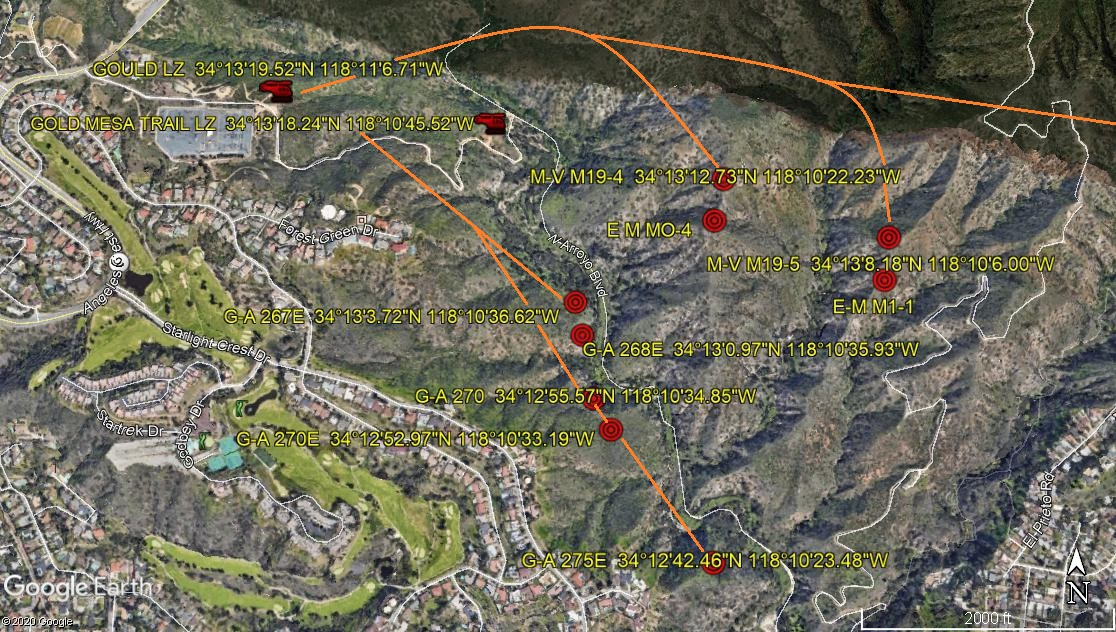 GOULD LZ 34°13'19.52"N 118°11'6.71"W
GOLD MESA TRAIL LZ 34°13'18.24"N 118°10'45.52"W
M-V M19-4 34°13'12.73"N 118°10'22.23"W
E M MO-4
Forest Green Dr
N Arroyo Blvd
M-V M19-5 34°13'8.18"N 118°10'6.00"W
E-M M1-1
Angeles
est Hwy
2
G-A 267E 34°13'3.72"N 118°10'36.62"W
Starlight Crest Dr
G-A 268E 34°13'0.97"N 118°10'35.93"W
G-A 270 34°12'55.57"N 118°10'34.85"W
Startrek Dr
Godbey Dr
G-A 270E 34°12'52.97"N 118°10'33.19"W
El Prieto Rd
G-A 275E 34°12'42.46"N 118°10'23.48"W
Google Earth
N
©2020 Google
2000 ft